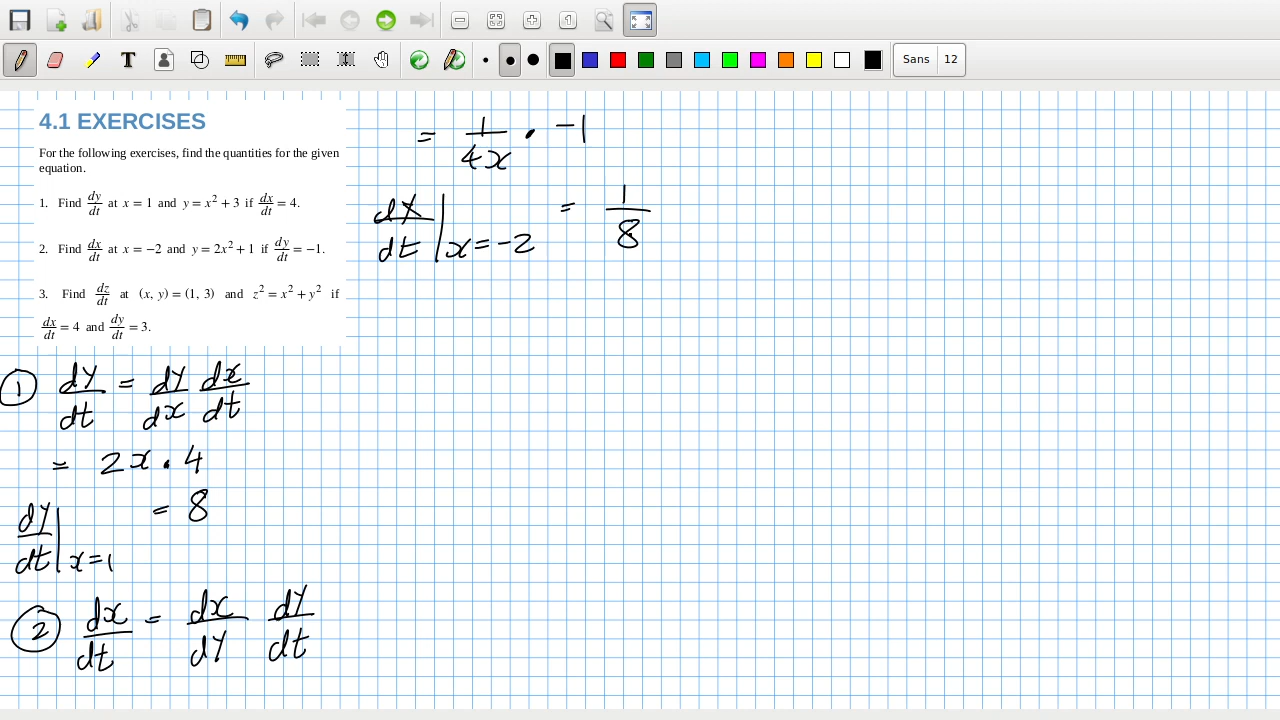 Sans 12
4.1 EXERCISES
For the following exercises, find the quantities for the given
equation.
1. Find dy/dt at x = 1 and y = x² + 3 if dx/dt = 4.
2. Find dx/dt at x = −2 and y = 2x² + 1 if dy/dt = −1.
3. Find dz/dt at (x, y) = (1, 3) and z² = x² + y² if
dx/dt = 4 and dy/dt = 3.
① dy/dt = dy/dx dx/dt
= 2x · 4
dy/dt | x=1 = 8
② dx/dt = dx/dy dy/dt
= 1/4x · −1
dx/dt | x=−2 = 1/8